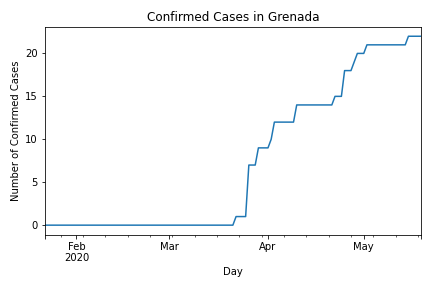 Confirmed Cases in Grenada
Number of Confirmed Cases
20
15
10
5
0
Feb
2020
Mar
Apr
May
Day